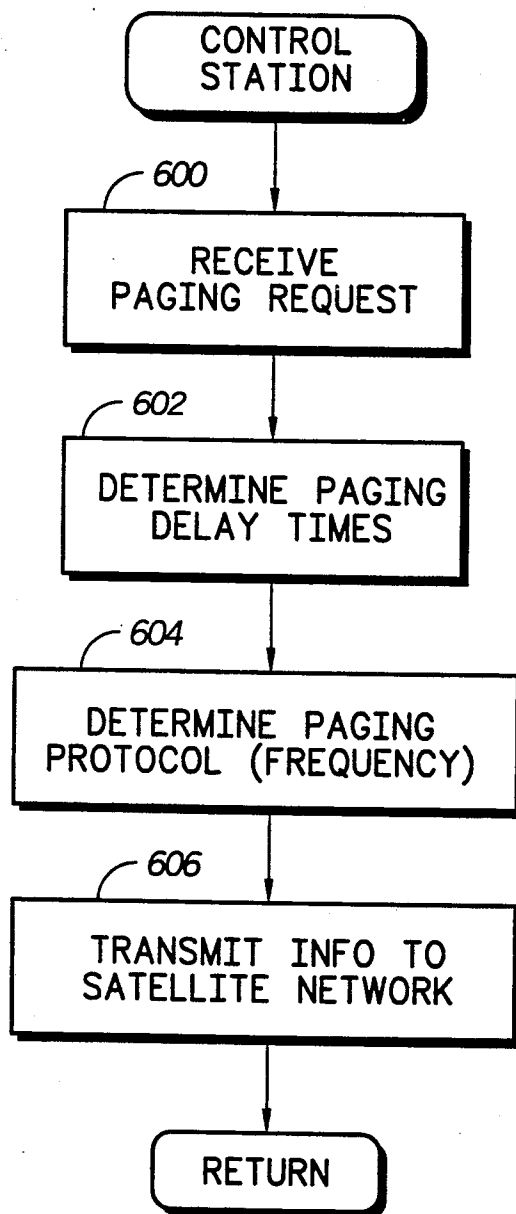 CONTROL
STATION
600
RECEIVE
PAGING REQUEST
602
DETERMINE PAGING
DELAY TIMES
604
DETERMINE PAGING
PROTOCOL (FREQUENCY)
606
TRANSMIT INFO TO
SATELLITE NETWORK
RETURN